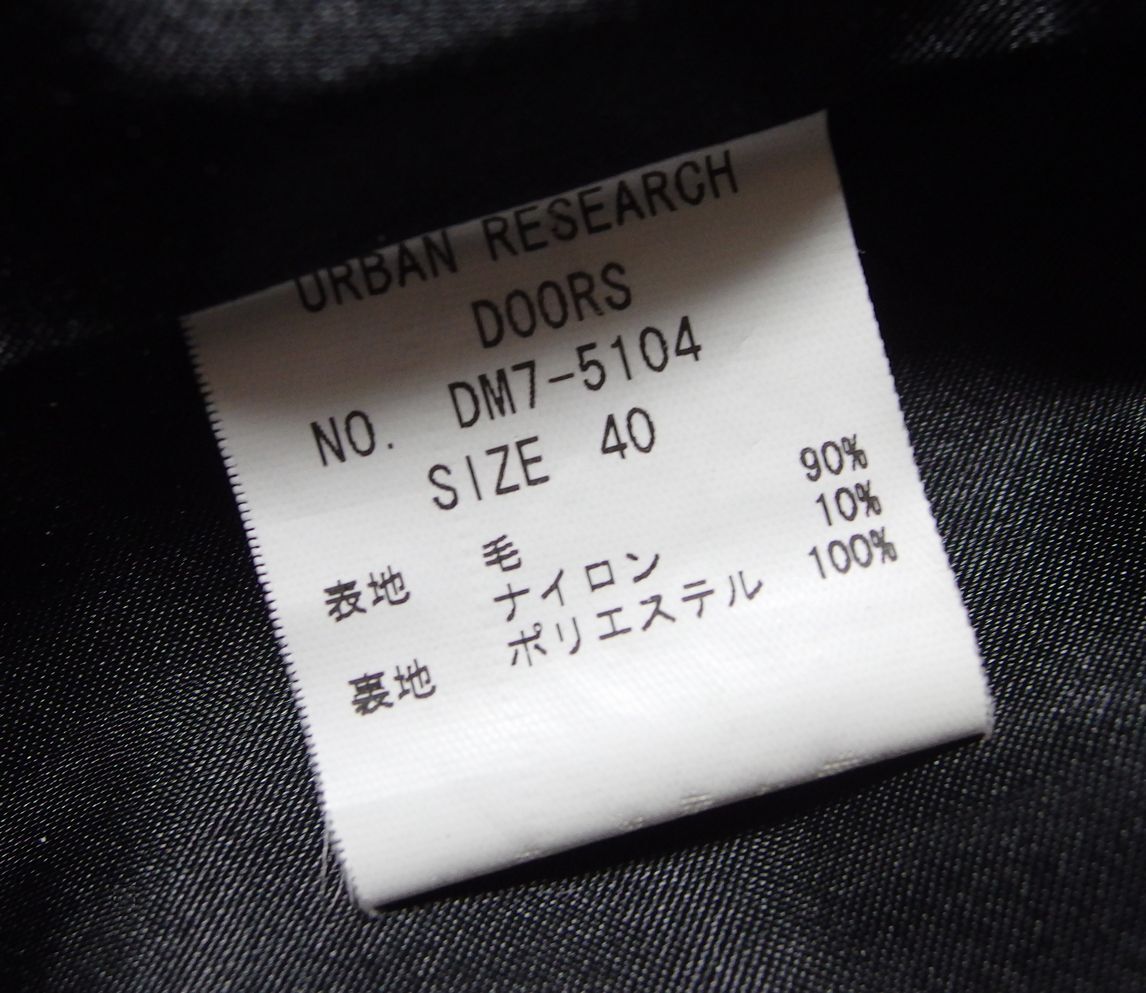 URBAN RESEARCH
DOORS
NO. DM7-5104
SIZE 40
表地 毛 90%
ナイロン 10%
裏地 ポリエステル 100%